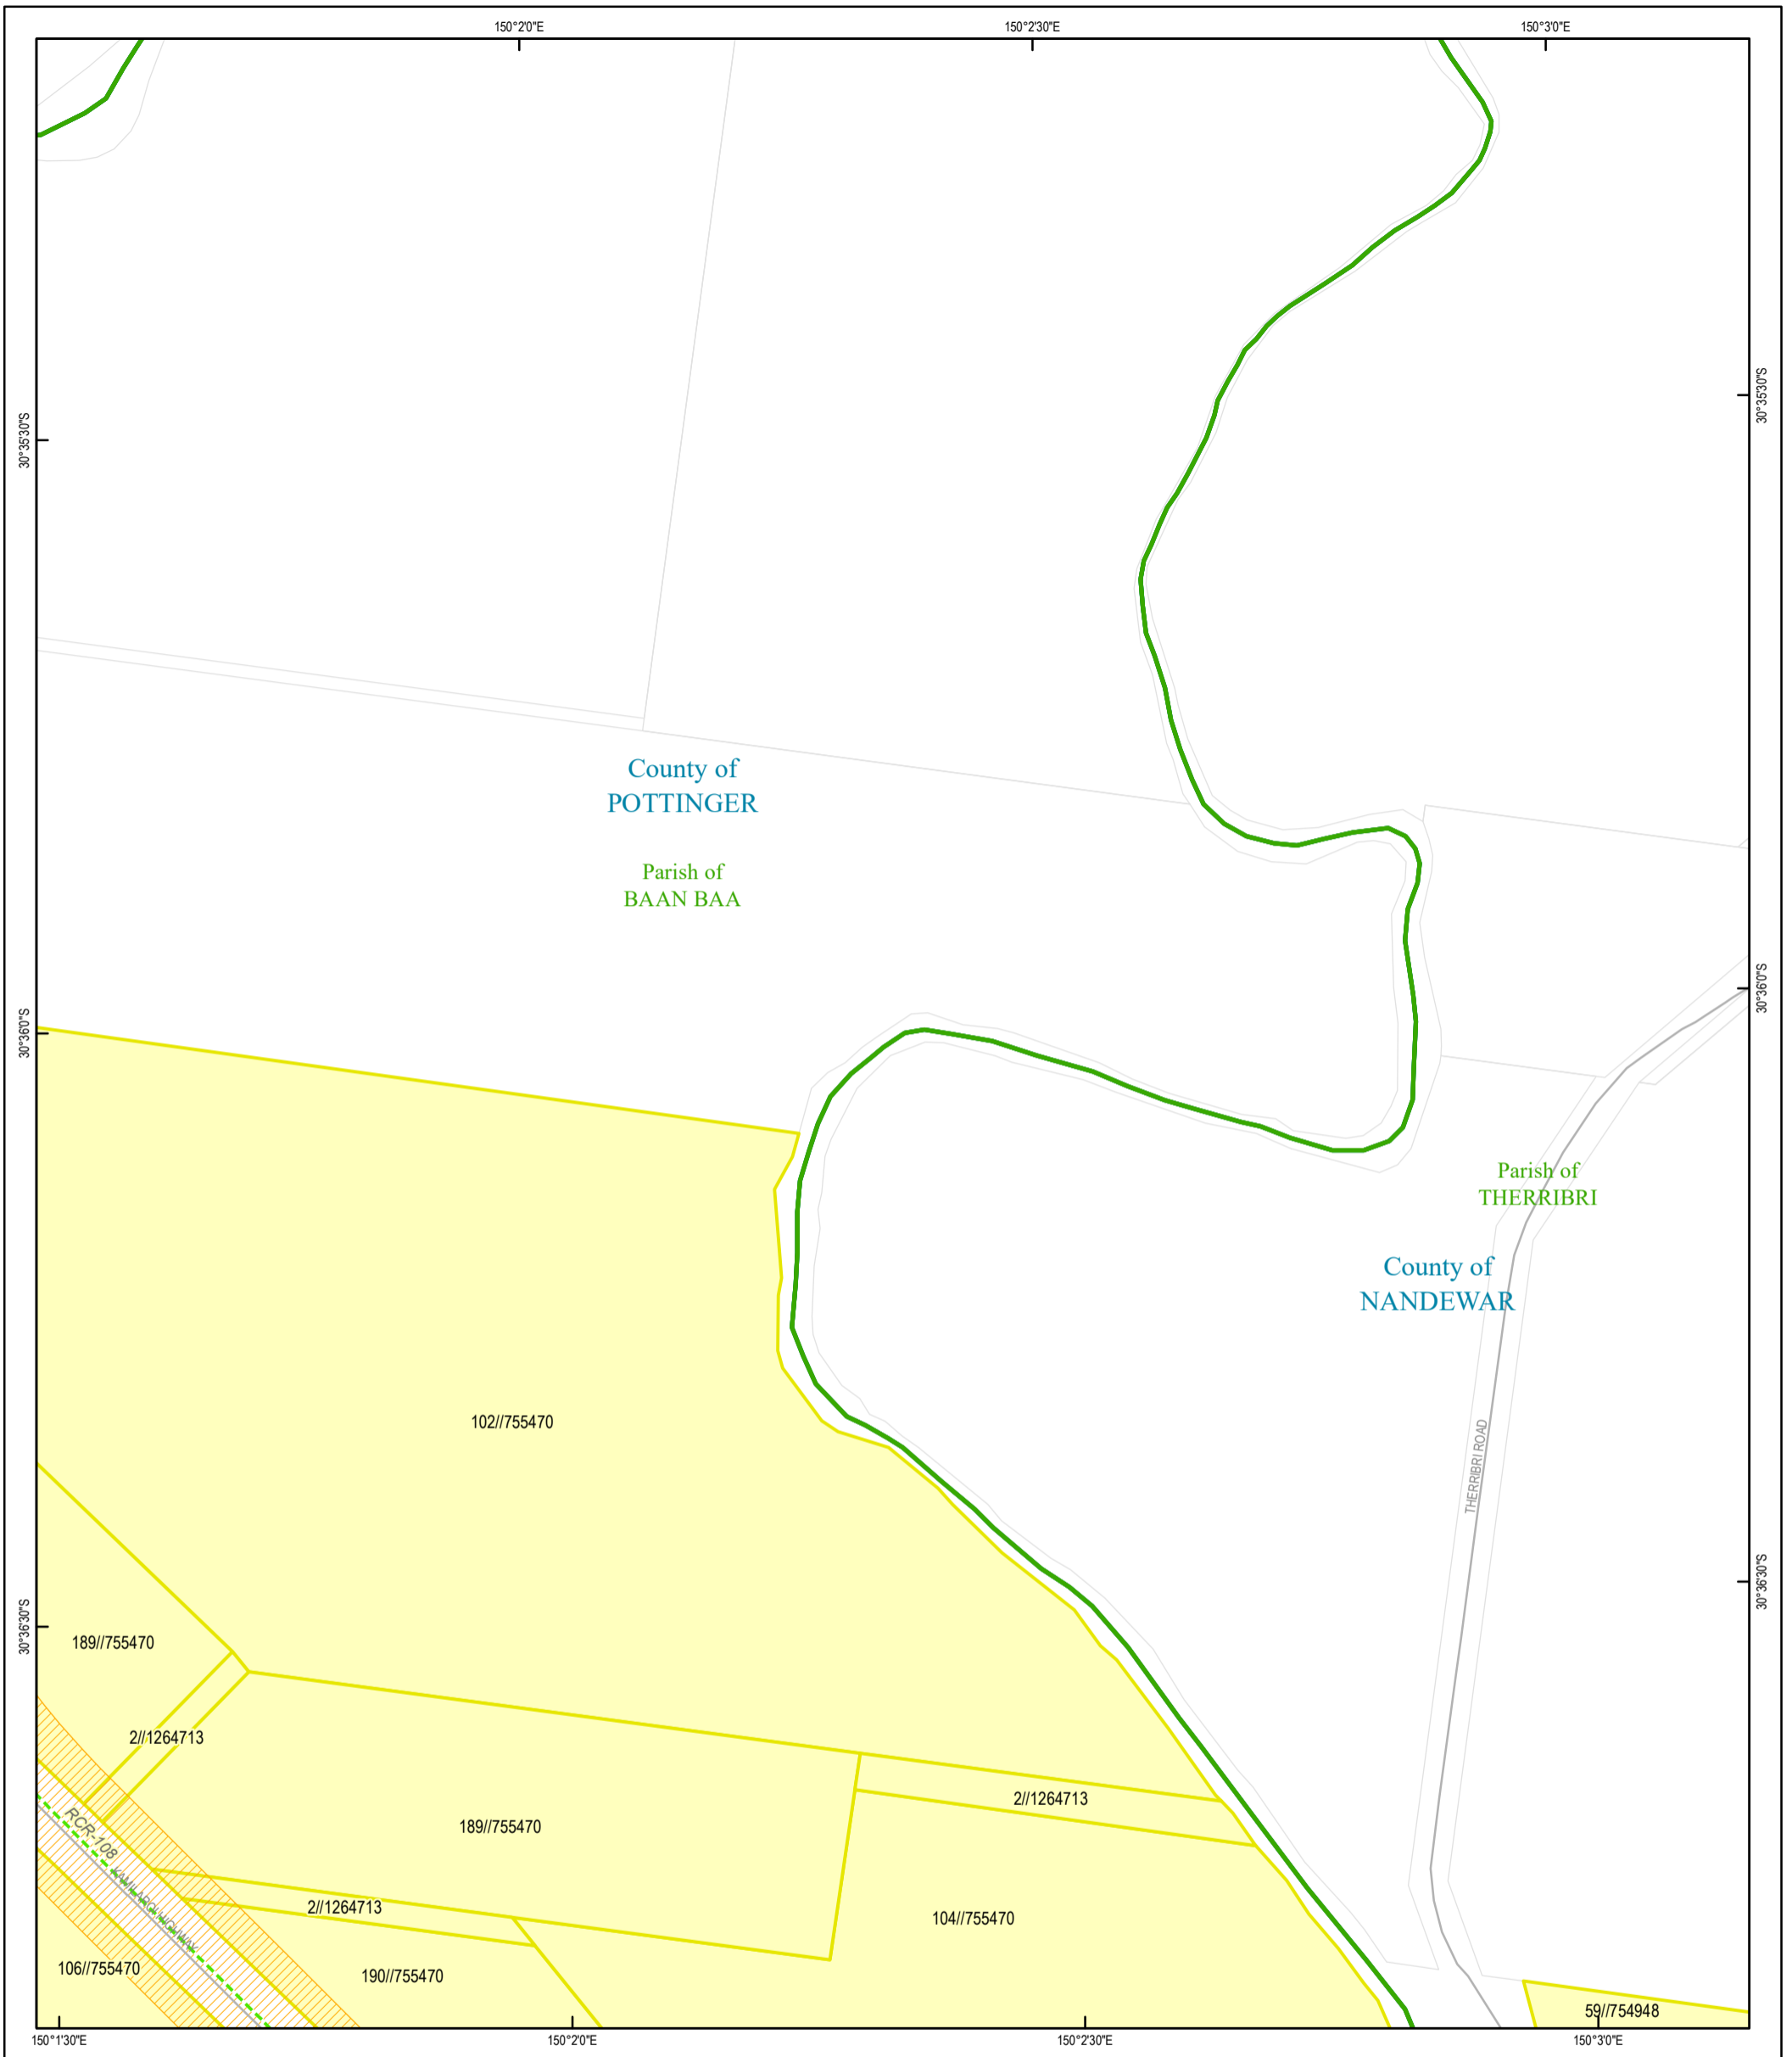 150°2'0"E
150°2'30"E
150°3'0"E
30°35'30"S
30°35'30"S
County of
POTTINGER
Parish of
BAAN BAA
30°36'0"S
30°36'0"S
Parish of
THERRIBRI
County of
NANDEWAR
102//755470
THERRIBRI ROAD
30°36'30"S
30°36'30"S
189//755470
2//1264713
2//1264713
RCR-108
189//755470
KAMILAROI HIGHWAY
2//1264713
104//755470
106//755470
190//755470
59//754948
150°1'30"E
150°2'0"E
150°2'30"E
150°3'0"E